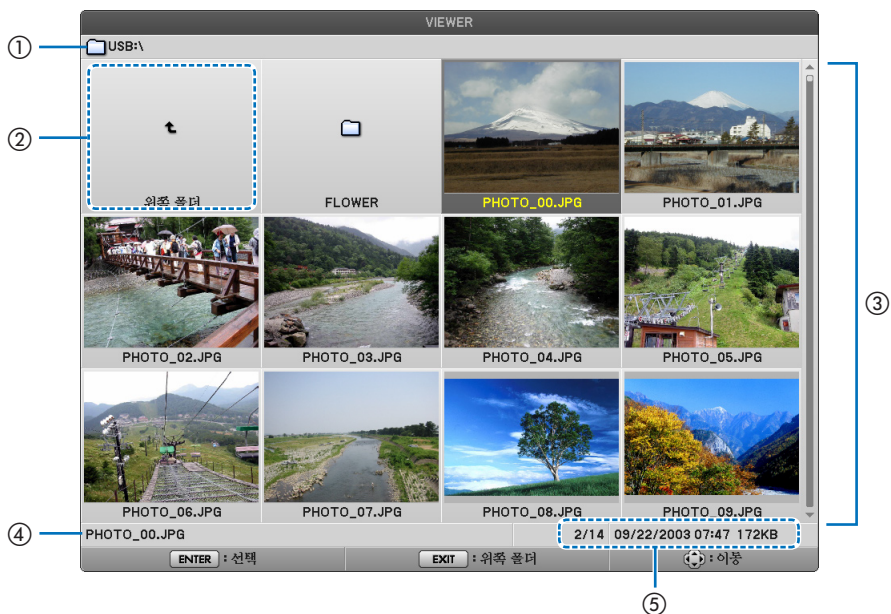 VIEWER
① USB:\
②
위쪽 폴더 FLOWER PHOTO_00.JPG PHOTO_01.JPG
③
PHOTO_02.JPG PHOTO_03.JPG PHOTO_04.JPG PHOTO_05.JPG
PHOTO_06.JPG PHOTO_07.JPG PHOTO_08.JPG PHOTO_09.JPG
④ PHOTO_00.JPG 2/14 09/22/2003 07:47 172KB
ENTER : 선택 EXIT : 위쪽 폴더 : 이동
⑤